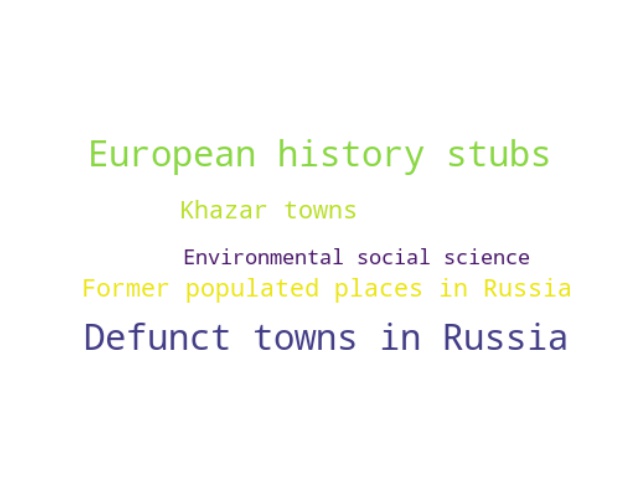 European history stubs
Khazar towns
Environmental social science
Former populated places in Russia
Defunct towns in Russia